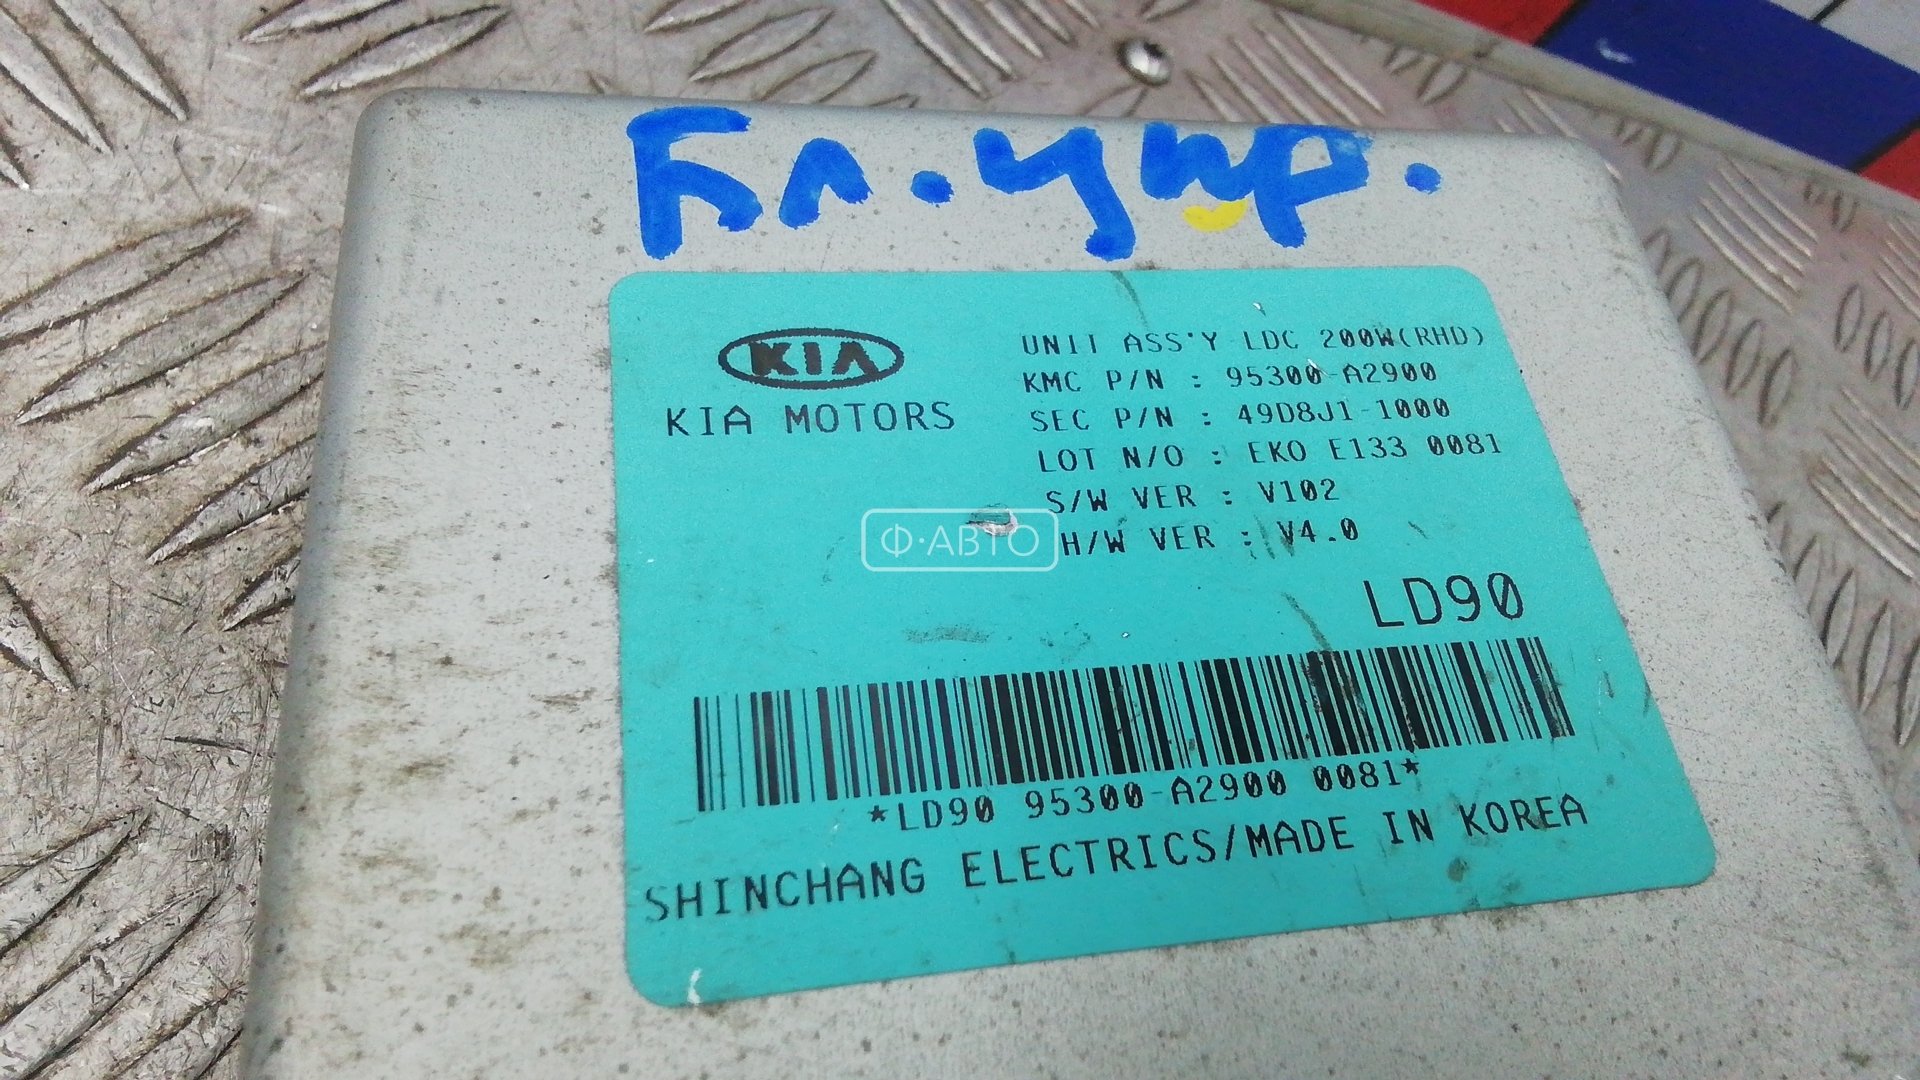 Бл. упр.
KIA
KIA MOTORS
UNIT ASS'Y LDC 200W(RHD)
KMC P/N : 95300-A2900
SEC P/N : 49D8J1-1000
LOT N/O : EKO E133 0081
S/W VER : V102
H/W VER : V4.0
Ф·АВТО
LD90
*LD90 95300-A2900 0081*
SHINCHANG ELECTRICS/MADE IN KOREA